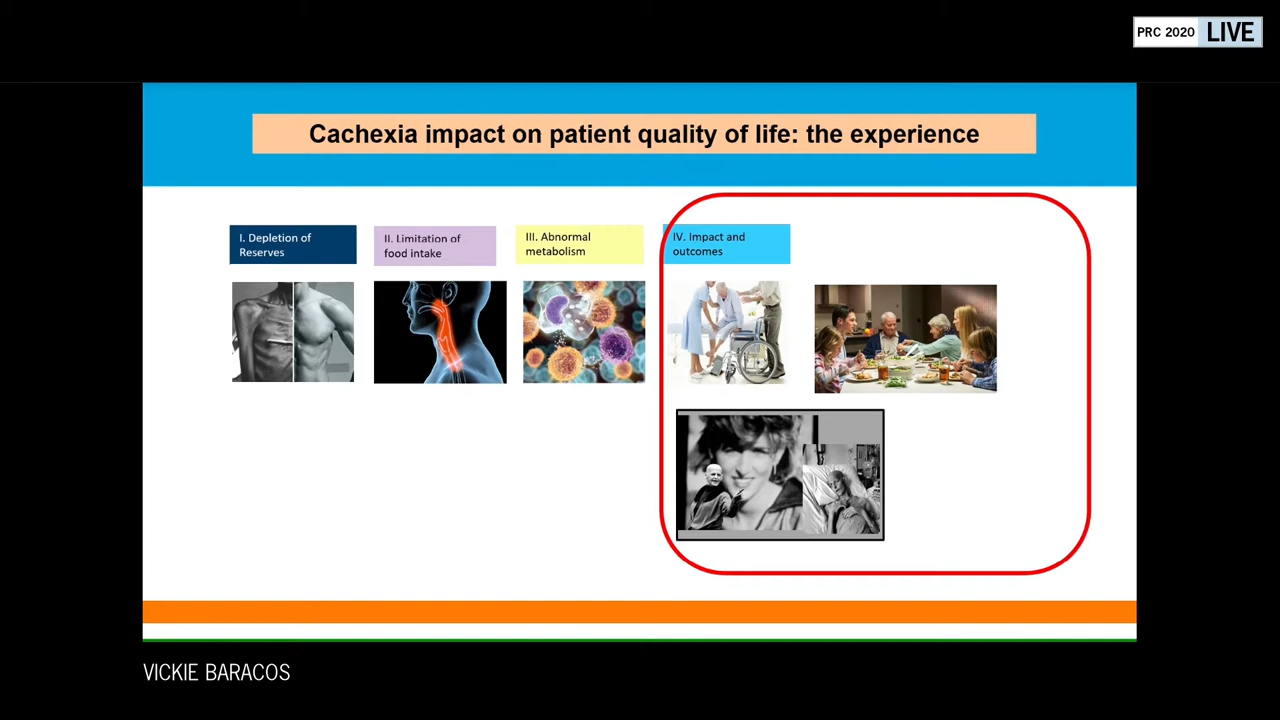 PRC 2020 LIVE
Cachexia impact on patient quality of life: the experience
I. Depletion of
Reserves
II. Limitation of
food intake
III. Abnormal
metabolism
IV. Impact and
outcomes
VICKIE BARACOS